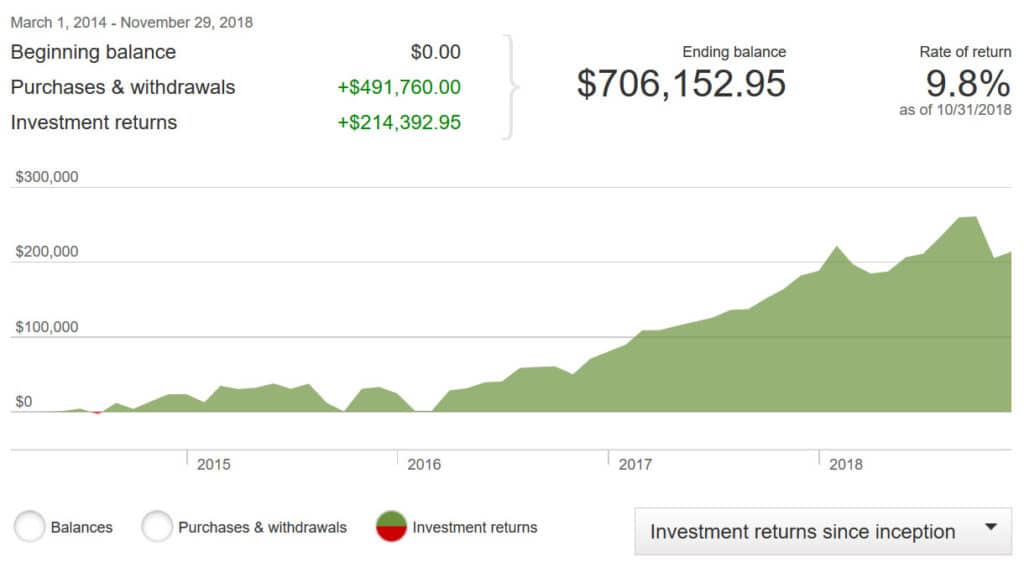 March 1, 2014 - November 29, 2018
Beginning balance $0.00
Purchases & withdrawals +$491,760.00
Investment returns +$214,392.95
Ending balance
$706,152.95
Rate of return
9.8%
as of 10/31/2018
$300,000
$200,000
$100,000
$0
2015 2016 2017 2018
Balances Purchases & withdrawals Investment returns
Investment returns since inception